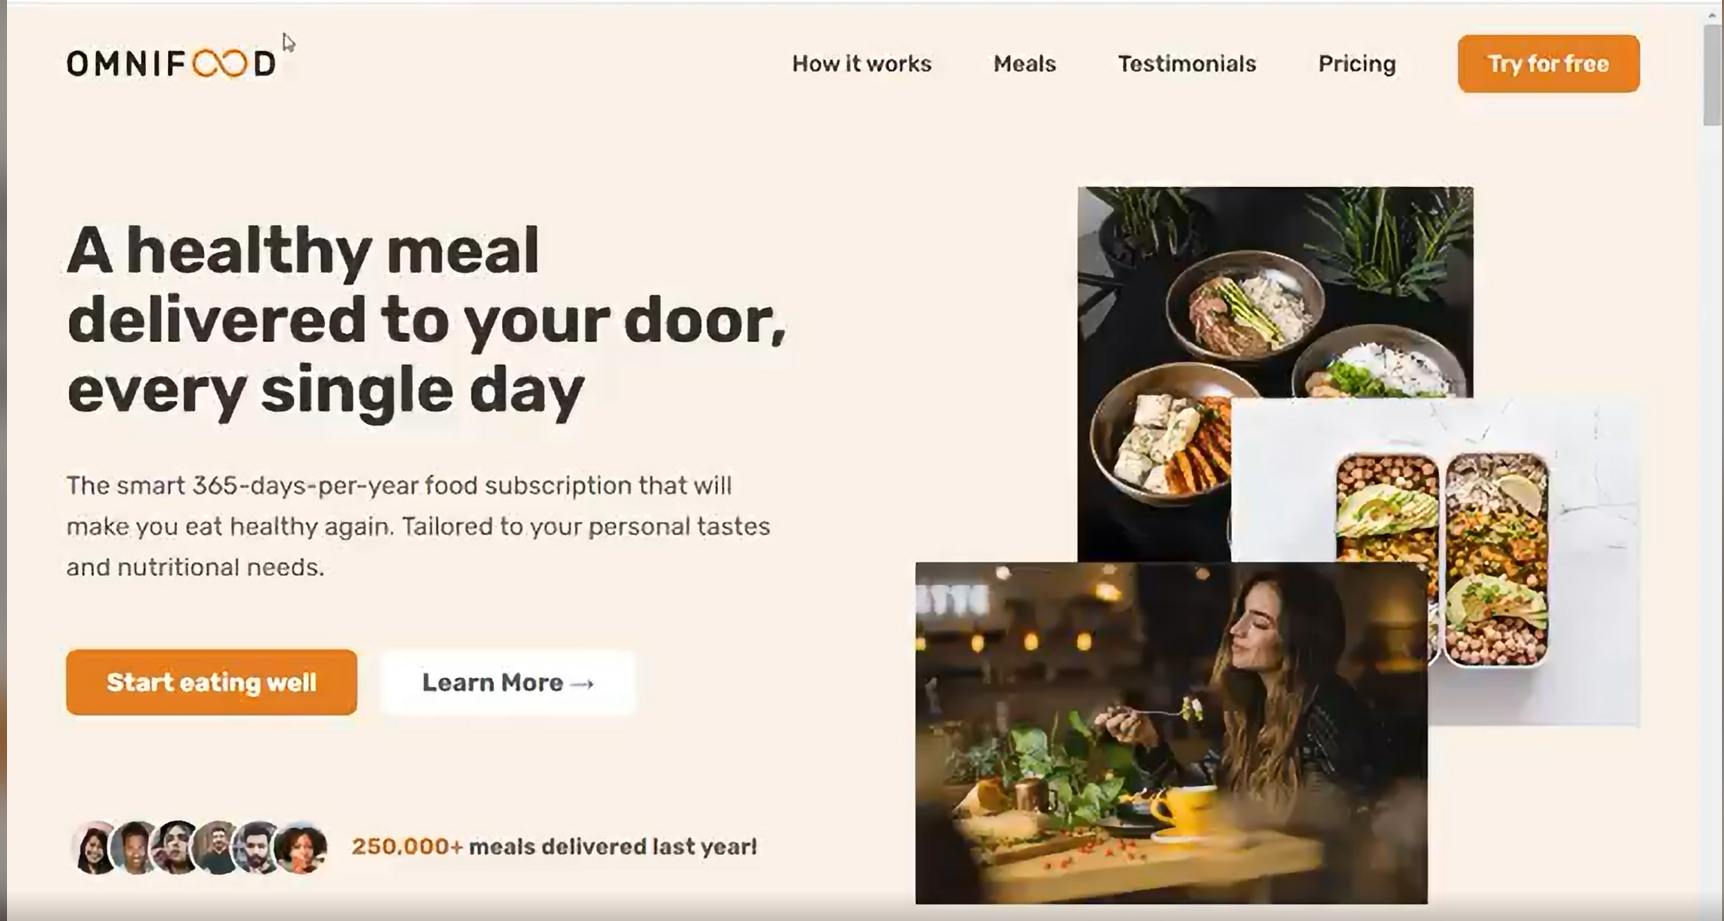 OMNIFOOD
How it works
Meals
Testimonials
Pricing
Try for free
A healthy meal
delivered to your door,
every single day
The smart 365-days-per-year food subscription that will
make you eat healthy again. Tailored to your personal tastes
and nutritional needs.
Start eating well
Learn More →
250.000+ meals delivered last year!